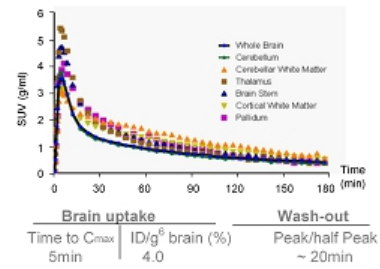 6
5
4
3
2
1
0
SUV (g/ml)
Whole Brain
Cerebellum
Cerebellar White Matter
Thalamus
Brain Stem
Cortical White Matter
Pallidum
0 30 60 90 120 150 180
Time
(min)
Brain uptake Wash-out
Time to Cmax ID/g⁶ brain (%) Peak/half Peak
5min 4.0 ~ 20min